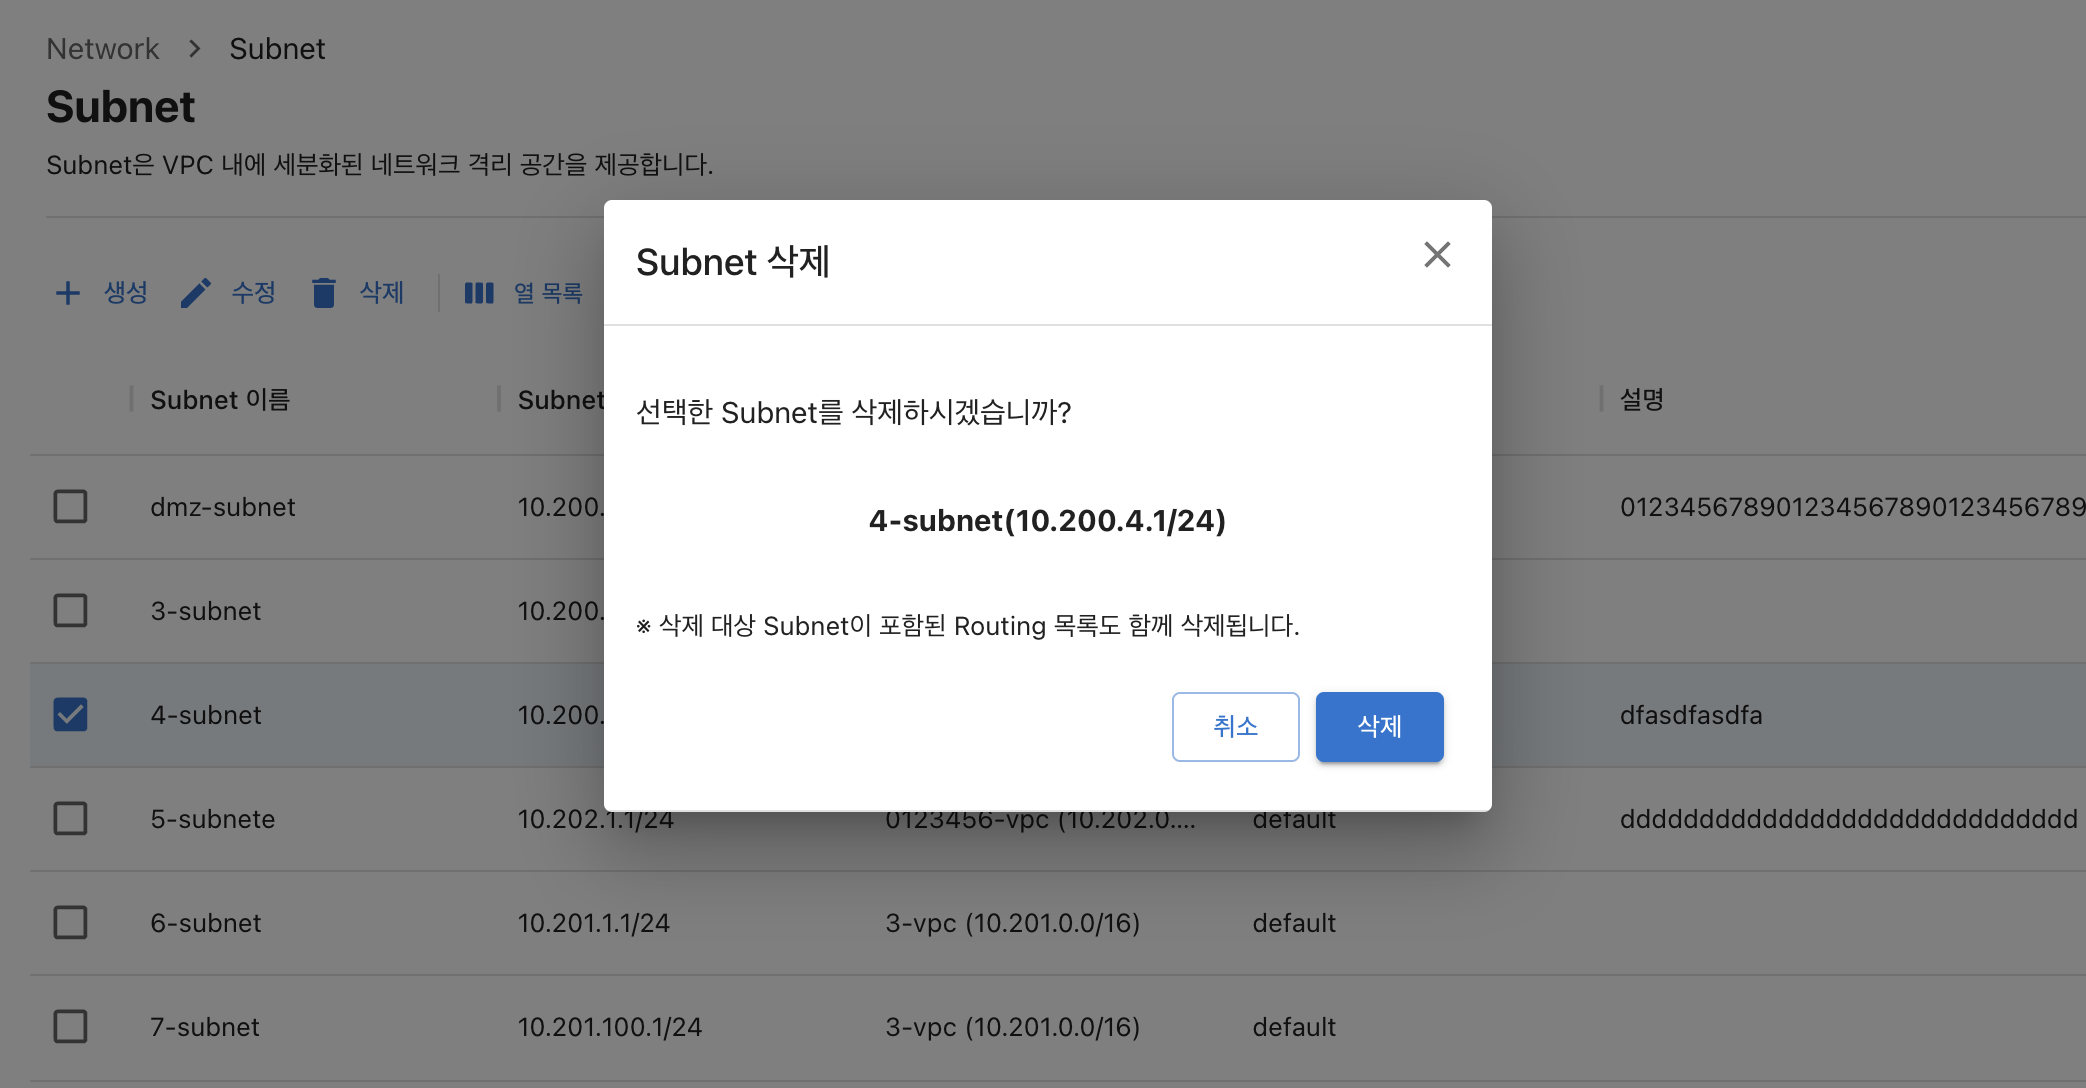 Network > Subnet
Subnet
Subnet은 VPC 내에 세분화된 네트워크 격리 공간을 제공합니다.
생성 수정 삭제 열 목록
Subnet 삭제
선택한 Subnet를 삭제하시겠습니까?
4-subnet(10.200.4.1/24)
※ 삭제 대상 Subnet이 포함된 Routing 목록도 함께 삭제됩니다.
취소 삭제
Subnet 이름 Subnet 설명
dmz-subnet 10.200. 012345678901234567890123456789
3-subnet 10.200.
4-subnet 10.200. dfasdfasdfa
5-subnete 10.202.1.1/24 0123456-vpc (10.202.0.... default ddddddddddddddddddddddddddddd
6-subnet 10.201.1.1/24 3-vpc (10.201.0.0/16) default
7-subnet 10.201.100.1/24 3-vpc (10.201.0.0/16) default